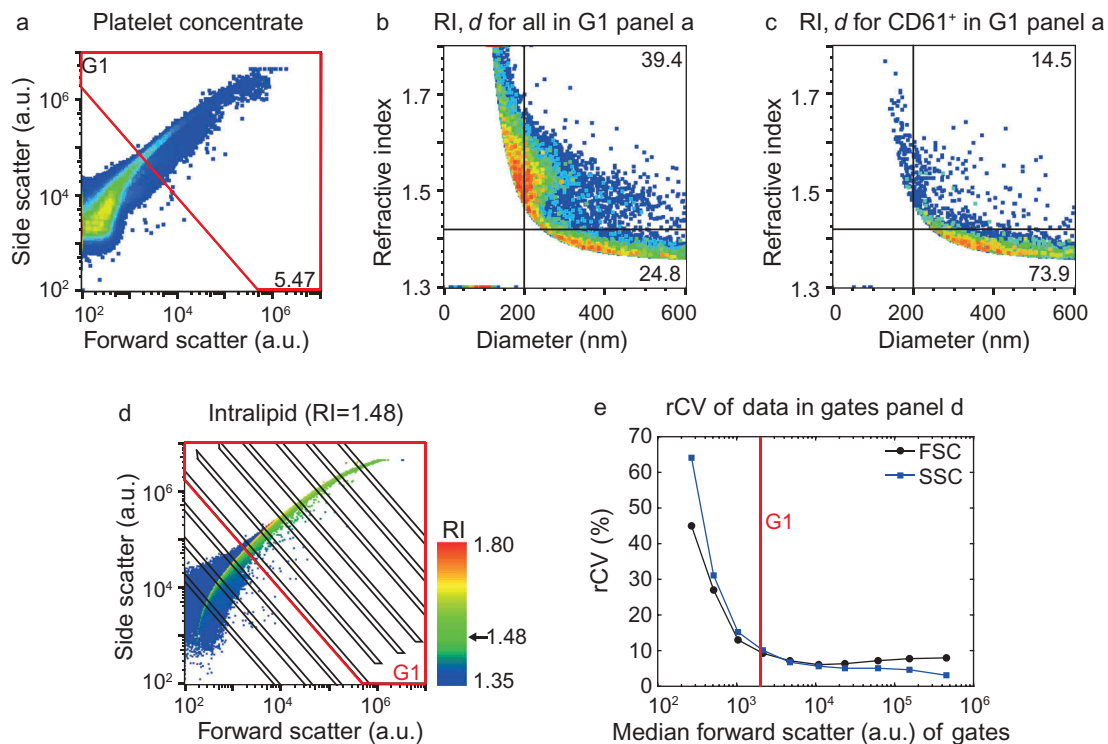 a Platelet concentrate
G1
Side scatter (a.u.)
10⁶
10⁴
10²
5.47
10² 10⁴ 10⁶
Forward scatter (a.u.)
b RI, d for all in G1 panel a
39.4
Refractive index
1.7
1.5
1.3
24.8
0 200 400 600
Diameter (nm)
c RI, d for CD61⁺ in G1 panel a
14.5
Refractive index
1.7
1.5
1.3
73.9
0 200 400 600
Diameter (nm)
d Intralipid (RI=1.48)
Side scatter (a.u.)
10⁶
10⁴
10²
G1
10² 10⁴ 10⁶
Forward scatter (a.u.)
RI
1.80
1.48
1.35
e rCV of data in gates panel d
rCV (%)
70
60
50
40
30
20
10
0
FSC
SSC
G1
10² 10³ 10⁴ 10⁵ 10⁶
Median forward scatter (a.u.) of gates